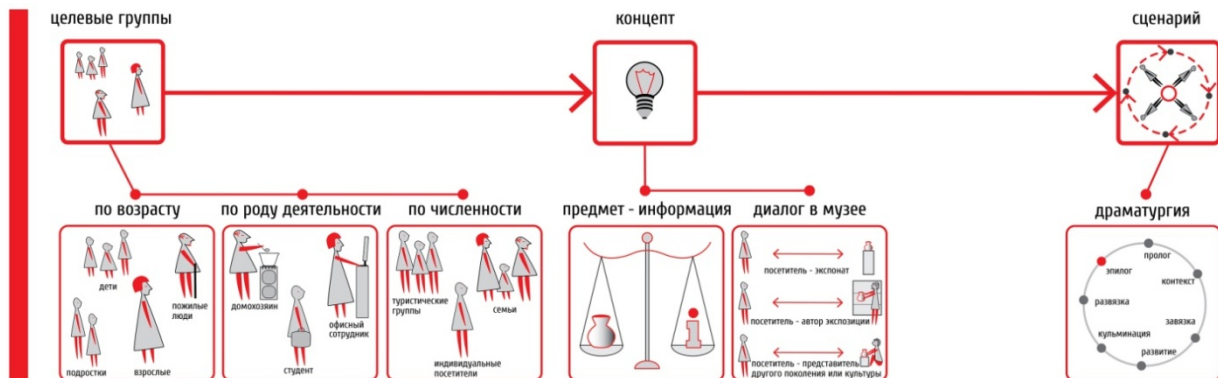 целевые группы
концепт
сценарий
по возрасту
по роду деятельности
по численности
предмет - информация
диалог в музее
драматургия
дети
пожилые
люди
подростки
взрослые
домохозяин
офисный
сотрудник
студент
туристические
группы
семьи
индивидуальные
посетители
посетитель - экспонат
посетитель - автор экспозиции
посетитель - представитель
другого поколения или культуры
пролог
эпилог
контекст
развязка
завязка
кульминация
развитие